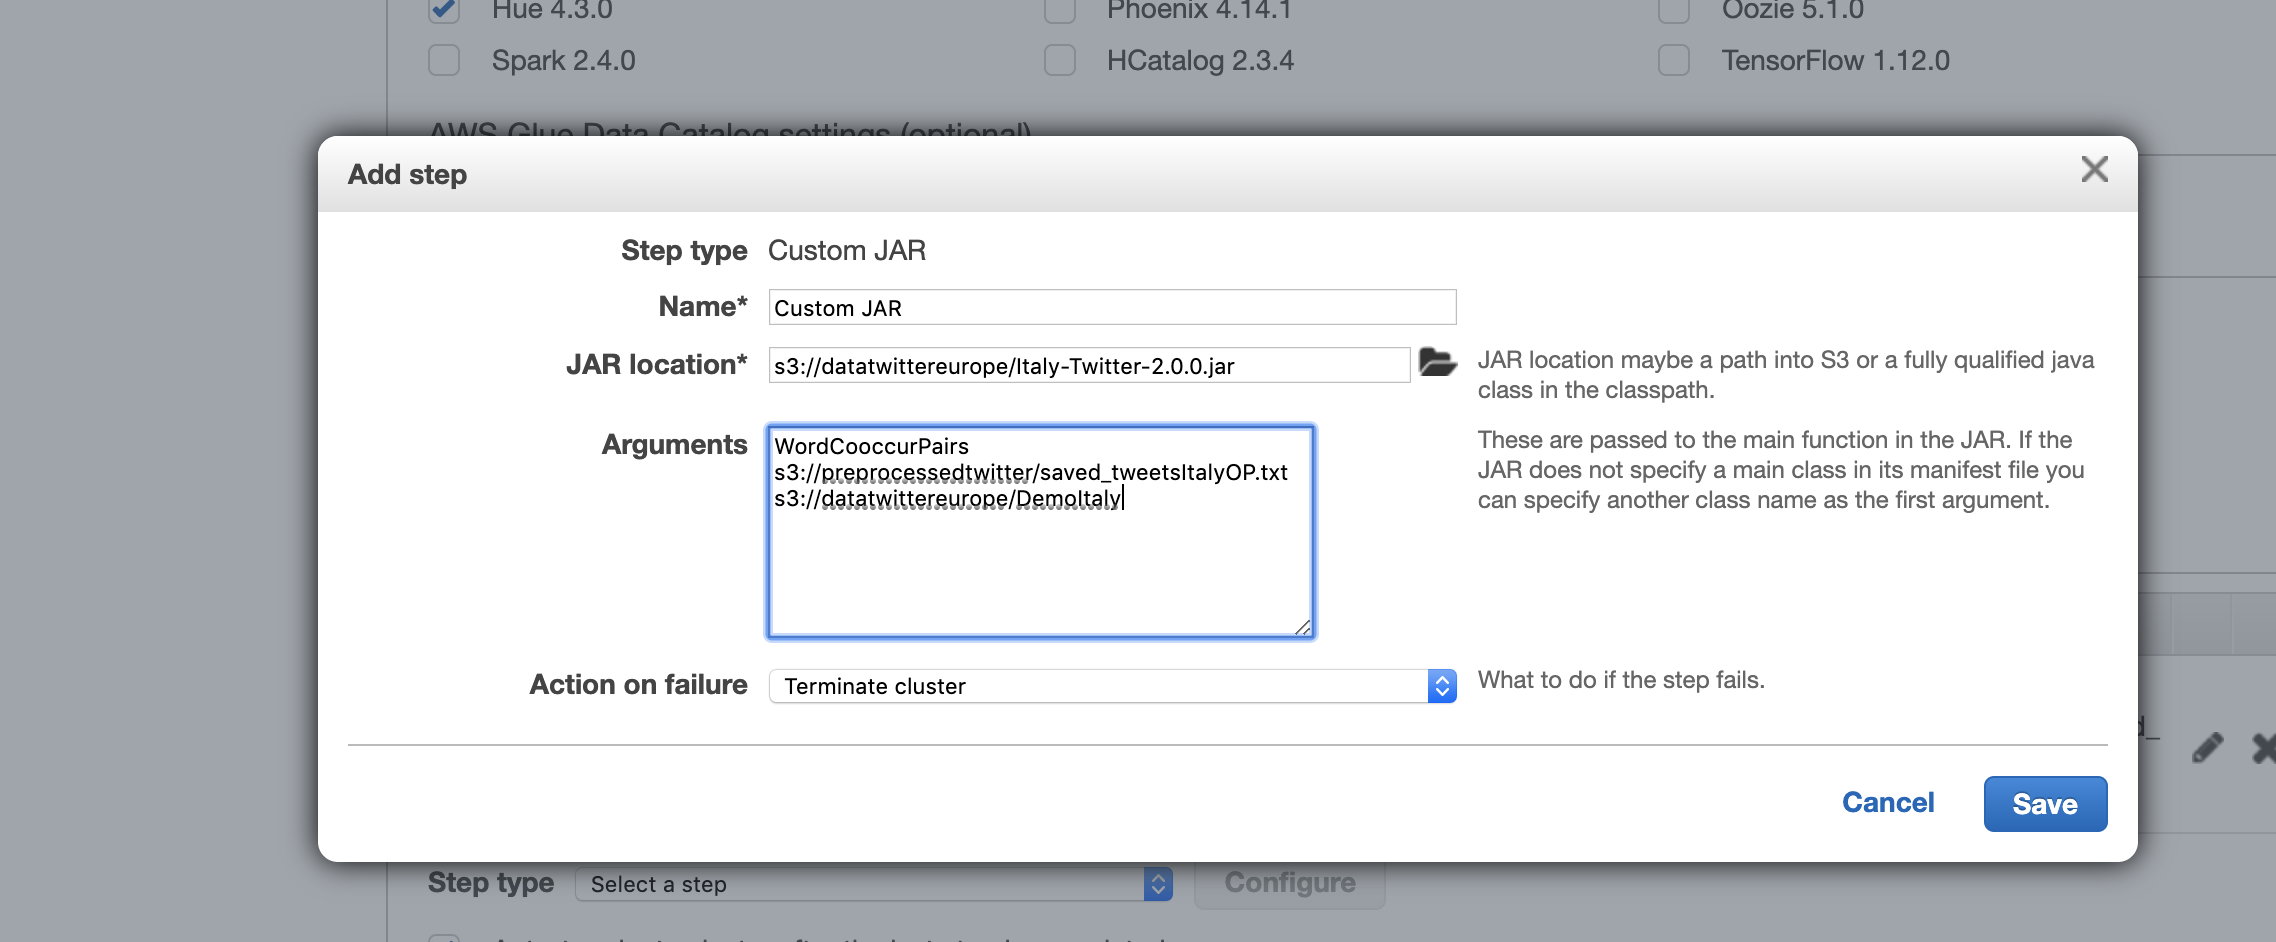 Hue 4.3.0
Phoenix 4.14.1
Oozie 5.1.0
Spark 2.4.0
HCatalog 2.3.4
TensorFlow 1.12.0
AWS Glue Data Catalog settings (optional)
Add step
Step type Custom JAR
Name* Custom JAR
JAR location* s3://datatwittereurope/Italy-Twitter-2.0.0.jar
JAR location maybe a path into S3 or a fully qualified java
class in the classpath.
Arguments
WordCooccurPairs
s3://preprocessedtwitter/saved_tweetsItalyOP.txt
s3://datatwittereurope/DemoItaly
These are passed to the main function in the JAR. If the
JAR does not specify a main class in its manifest file you
can specify another class name as the first argument.
Action on failure Terminate cluster
What to do if the step fails.
Cancel
Save
Step type Select a step
Configure